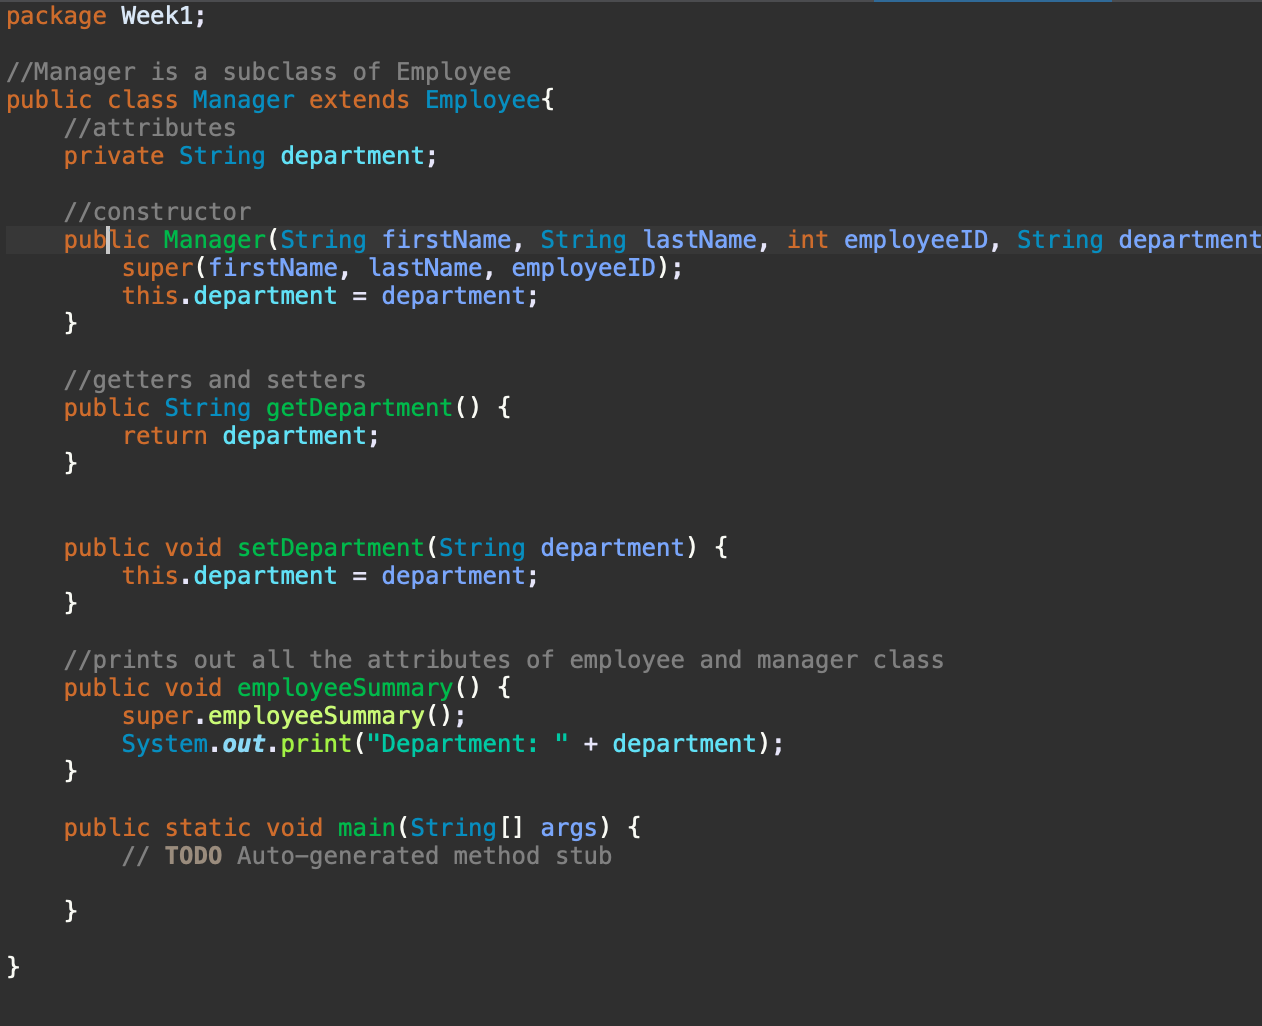 package Week1;
//Manager is a subclass of Employee
public class Manager extends Employee{
//attributes
private String department;
//constructor
public Manager(String firstName, String lastName, int employeeID, String department
super(firstName, lastName, employeeID);
this.department = department;
}
//getters and setters
public String getDepartment() {
return department;
}
public void setDepartment(String department) {
this.department = department;
}
//prints out all the attributes of employee and manager class
public void employeeSummary() {
super.employeeSummary();
System.out.print("Department: " + department);
}
public static void main(String[] args) {
// TODO Auto-generated method stub
}
}